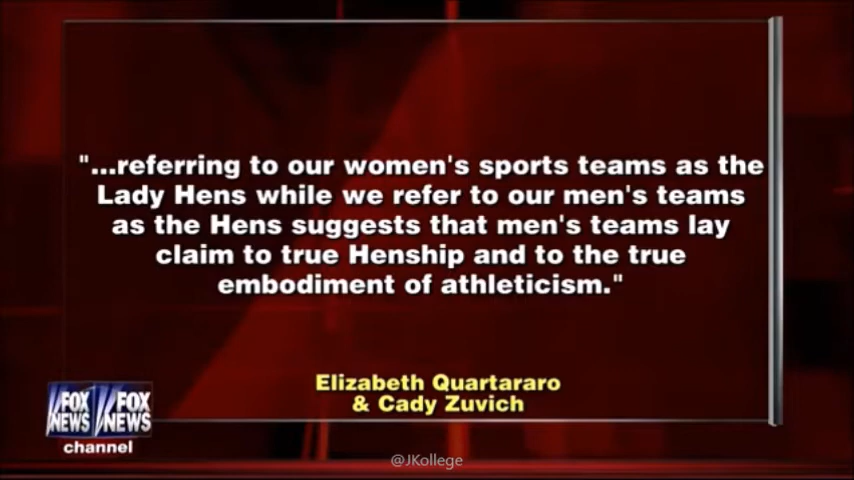 "...referring to our women's sports teams as the
Lady Hens while we refer to our men's teams
as the Hens suggests that men's teams lay
claim to true Henship and to the true
embodiment of athleticism."
Elizabeth Quartararo
& Cady Zuvich
FOX NEWS FOX NEWS
channel
@JKollege